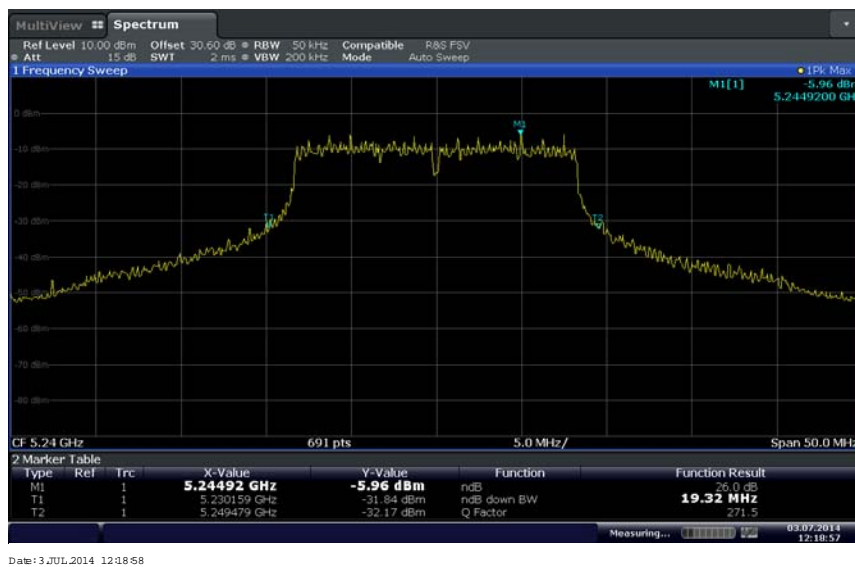 MultiView Spectrum
Ref Level 10.00 dBm Offset 30.60 dB RBW 50 kHz Compatible R&S FSV
Att 15 dB SWT 2 ms VBW 200 kHz Mode Auto Sweep
1 Frequency Sweep 1Pk Max
M1[1] -5.96 dBm
5.2449200 GH
0 dBm
M1
-10 dBm
-20 dBm
T1 T2
-30 dBm
-40 dBm
-50 dBm
-60 dBm
-70 dBm
-80 dBm
CF 5.24 GHz 691 pts 5.0 MHz/ Span 50.0 MHz
2 Marker Table
Type Ref Trc X-Value Y-Value Function Function Result
M1 1 5.24492 GHz -5.96 dBm ndB 26.0 dB
T1 1 5.230159 GHz -31.84 dBm ndB down BW 19.32 MHz
T2 1 5.249479 GHz -32.17 dBm Q Factor 271.5
Measuring... 03.07.2014
12:18:57
Date: 3.JUL.2014 12:18:58